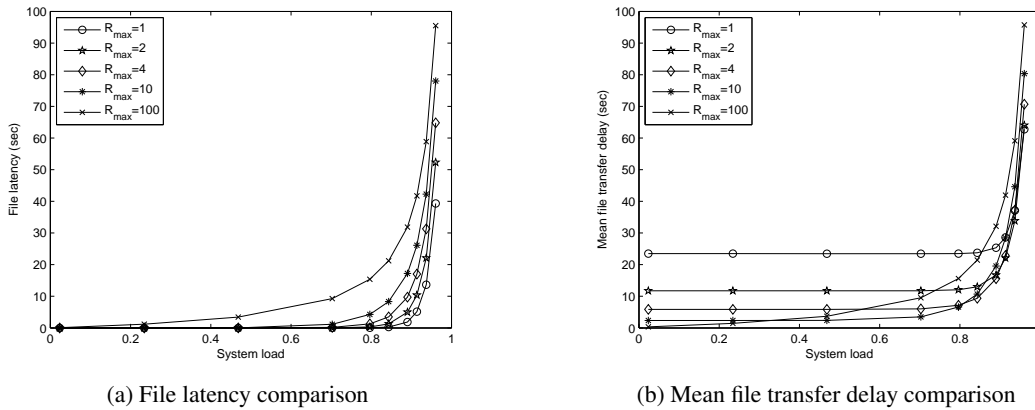 100
90
80
70
60
50
40
30
20
10
0
File latency (sec)
R_max=1
R_max=2
R_max=4
R_max=10
R_max=100
0 0.2 0.4 0.6 0.8 1
System load
(a) File latency comparison
100
90
80
70
60
50
40
30
20
10
0
Mean file transfer delay (sec)
R_max=1
R_max=2
R_max=4
R_max=10
R_max=100
0 0.2 0.4 0.6 0.8 1
System load
(b) Mean file transfer delay comparison